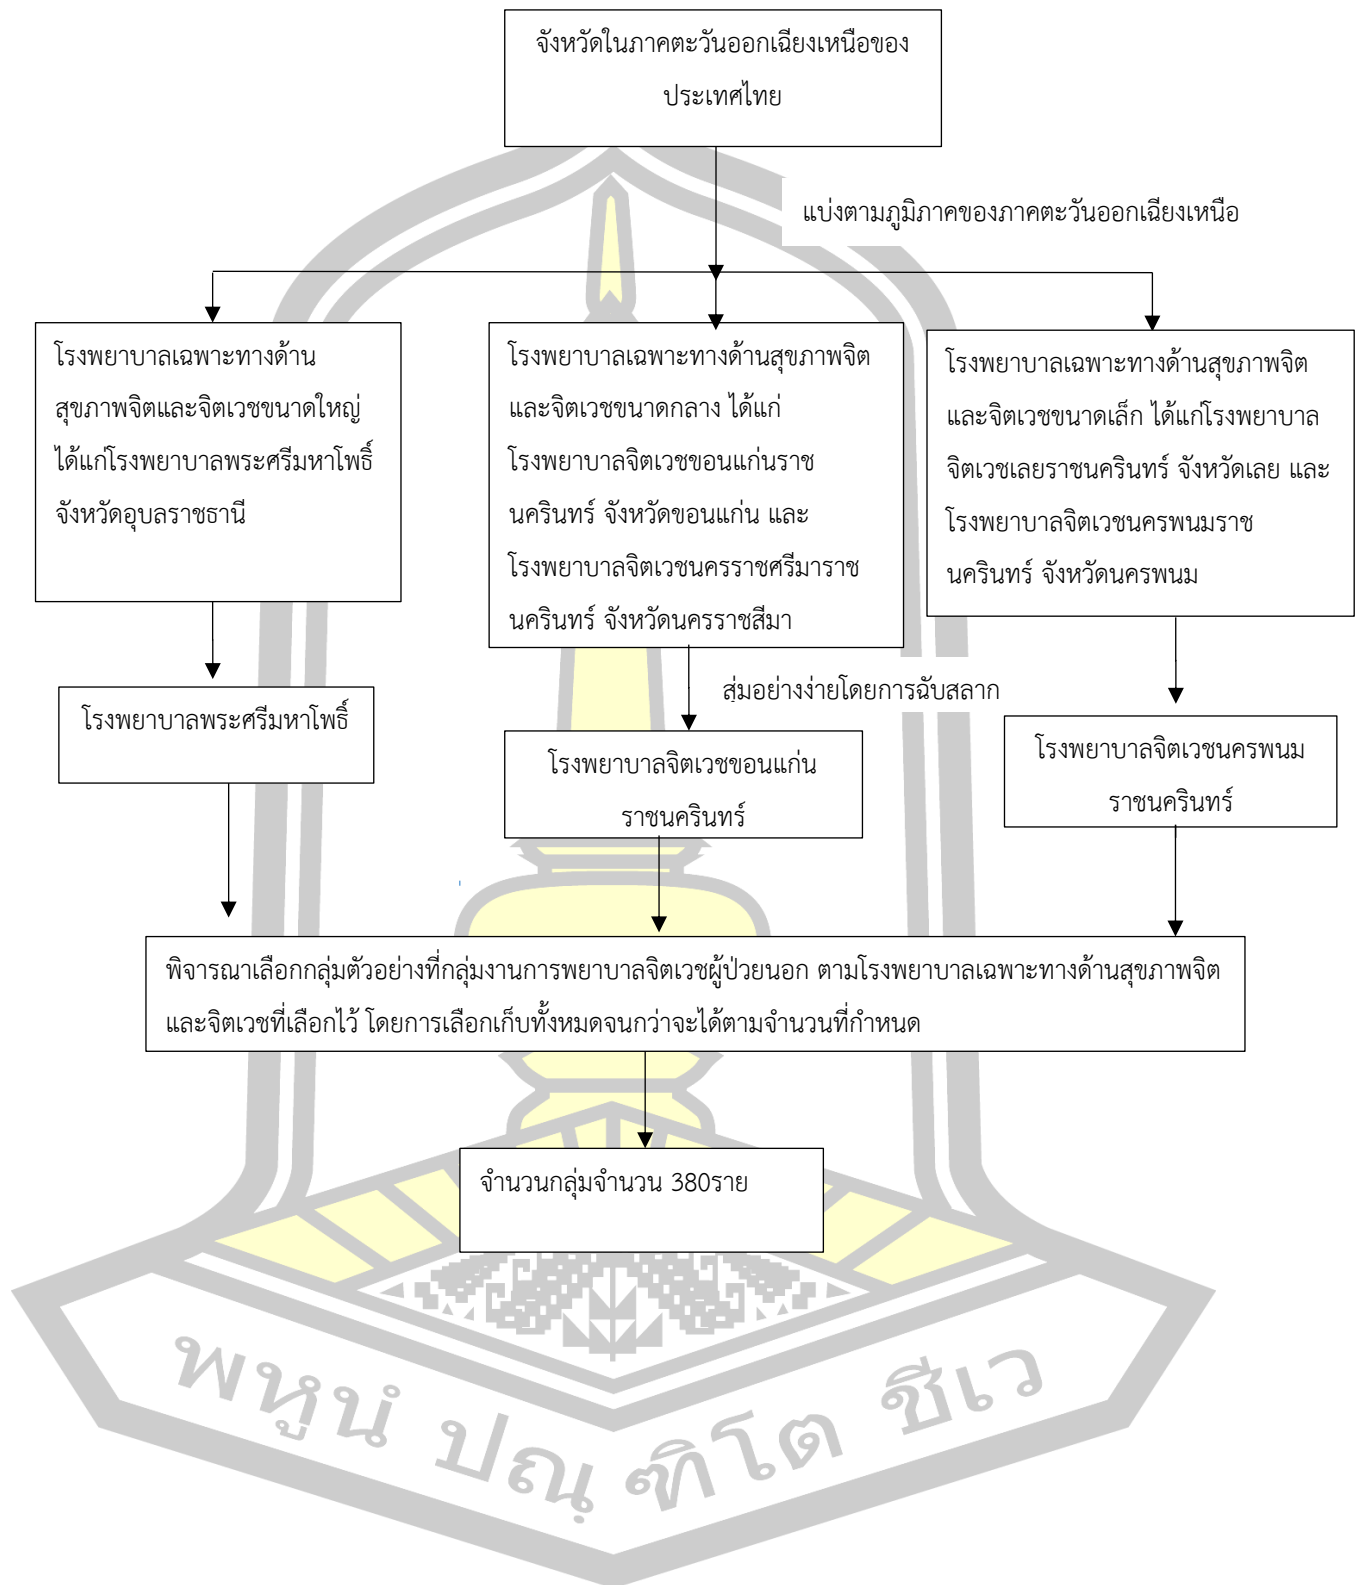 จังหวัดในภาคตะวันออกเฉียงเหนือของ
ประเทศไทย
แบ่งตามภูมิภาคของภาคตะวันออกเฉียงเหนือ
โรงพยาบาลเฉพาะทางด้าน
สุขภาพจิตและจิตเวชขนาดใหญ่
ได้แก่โรงพยาบาลพระศรีมหาโพธิ์
จังหวัดอุบลราชธานี
โรงพยาบาลเฉพาะทางด้านสุขภาพจิต
และจิตเวชขนาดกลาง ได้แก่
โรงพยาบาลจิตเวชขอนแก่นราช
นครินทร์ จังหวัดขอนแก่น และ
โรงพยาบาลจิตเวชนครราชศรีมาราช
นครินทร์ จังหวัดนครราชสีมา
โรงพยาบาลเฉพาะทางด้านสุขภาพจิต
และจิตเวชขนาดเล็ก ได้แก่โรงพยาบาล
จิตเวชเลยราชนครินทร์ จังหวัดเลย และ
โรงพยาบาลจิตเวชนครพนมราช
นครินทร์ จังหวัดนครพนม
สุ่มอย่างง่ายโดยการฉับสลาก
โรงพยาบาลพระศรีมหาโพธิ์
โรงพยาบาลจิตเวชขอนแก่น
ราชนครินทร์
โรงพยาบาลจิตเวชนครพนม
ราชนครินทร์
พิจารณาเลือกกลุ่มตัวอย่างที่กลุ่มงานการพยาบาลจิตเวชผู้ป่วยนอก ตามโรงพยาบาลเฉพาะทางด้านสุขภาพจิต
และจิตเวชที่เลือกไว้ โดยการเลือกเก็บทั้งหมดจนกว่าจะได้ตามจำนวนที่กำหนด
จำนวนกลุ่มจำนวน 380ราย
พหูนํ ปณฺฑิโต ชีเว